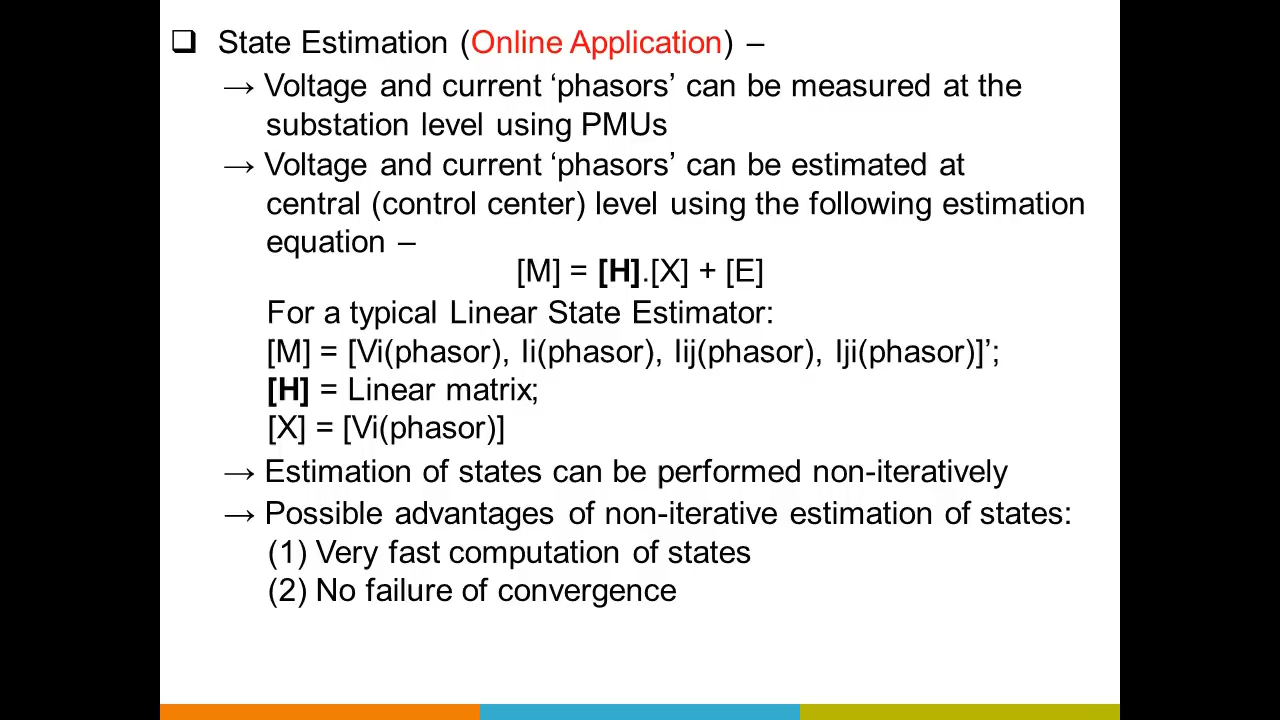 ❑ State Estimation (Online Application) –
→ Voltage and current ‘phasors’ can be measured at the
substation level using PMUs
→ Voltage and current ‘phasors’ can be estimated at
central (control center) level using the following estimation
equation –
[M] = [H].[X] + [E]
For a typical Linear State Estimator:
[M] = [Vi(phasor), Ii(phasor), Iij(phasor), Iji(phasor)]’;
[H] = Linear matrix;
[X] = [Vi(phasor)]
→ Estimation of states can be performed non-iteratively
→ Possible advantages of non-iterative estimation of states:
(1) Very fast computation of states
(2) No failure of convergence